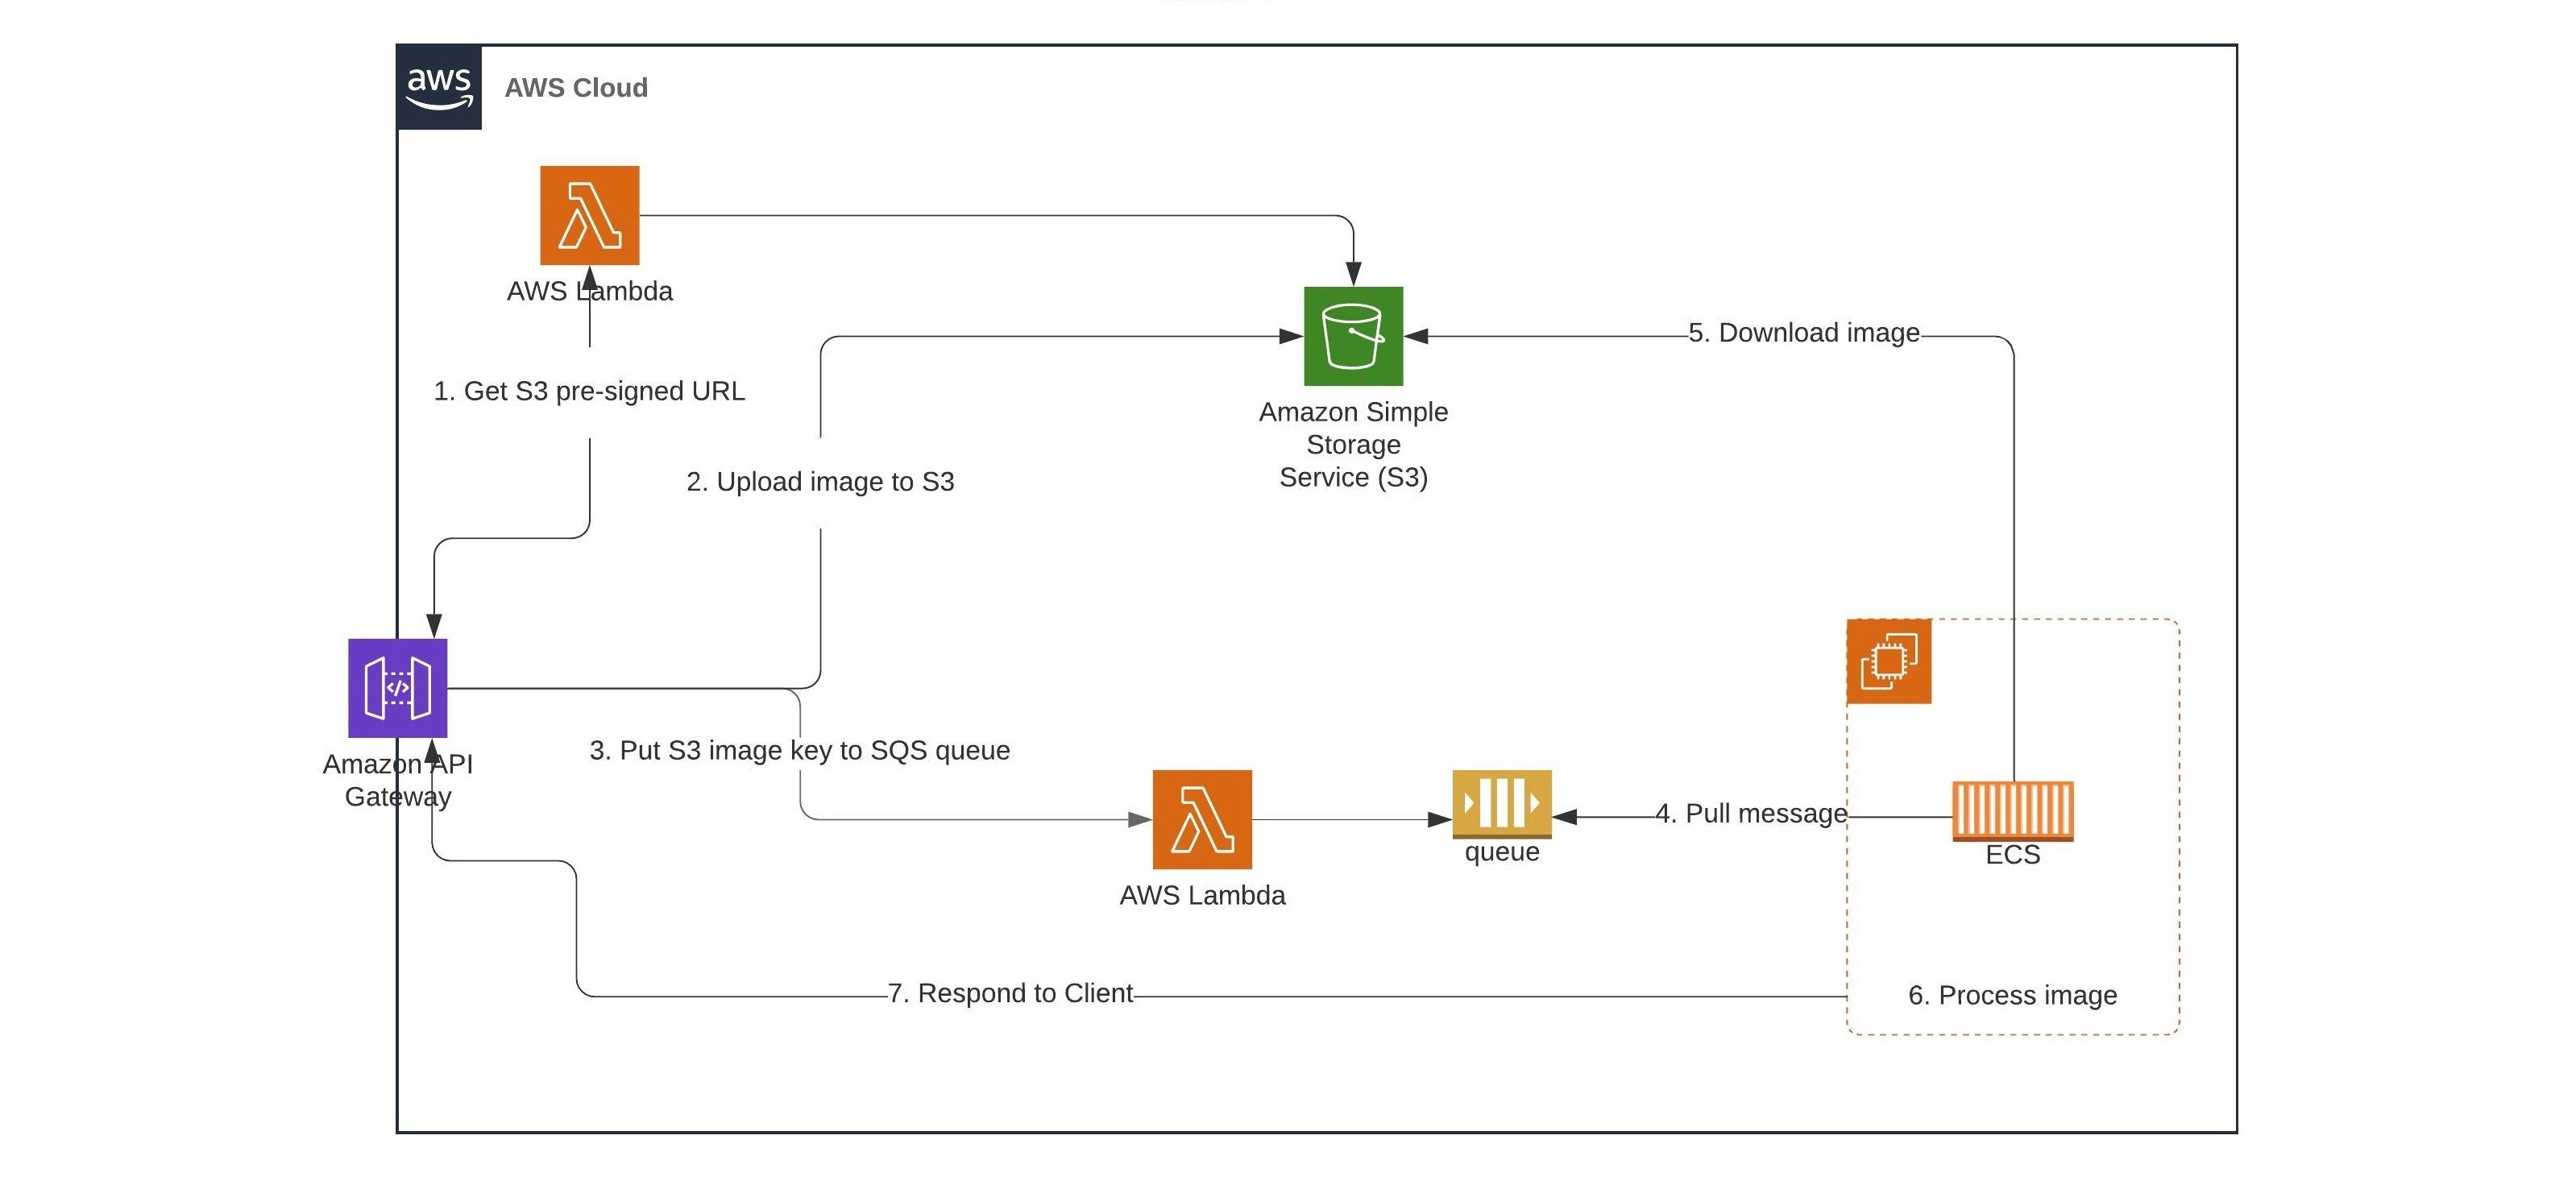 aws
AWS Cloud
AWS Lambda
1. Get S3 pre-signed URL
2. Upload image to S3
Amazon Simple
Storage
Service (S3)
5. Download image
Amazon API
Gateway
3. Put S3 image key to SQS queue
AWS Lambda
queue
4. Pull message
ECS
7. Respond to Client
6. Process image